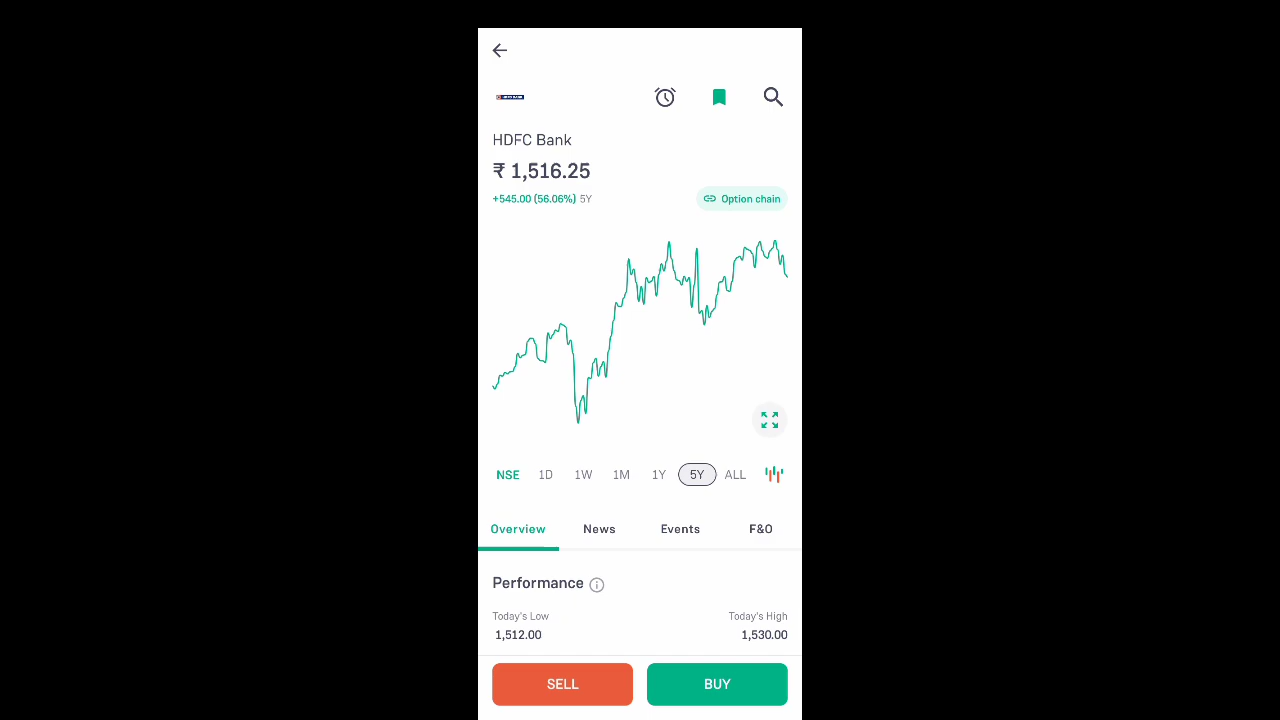 HDFC Bank
₹ 1,516.25
+545.00 (56.06%) 5Y
Option chain
NSE 1D 1W 1M 1Y 5Y ALL
Overview News Events F&O
Performance
Today's Low Today's High
1,512.00 1,530.00
SELL BUY